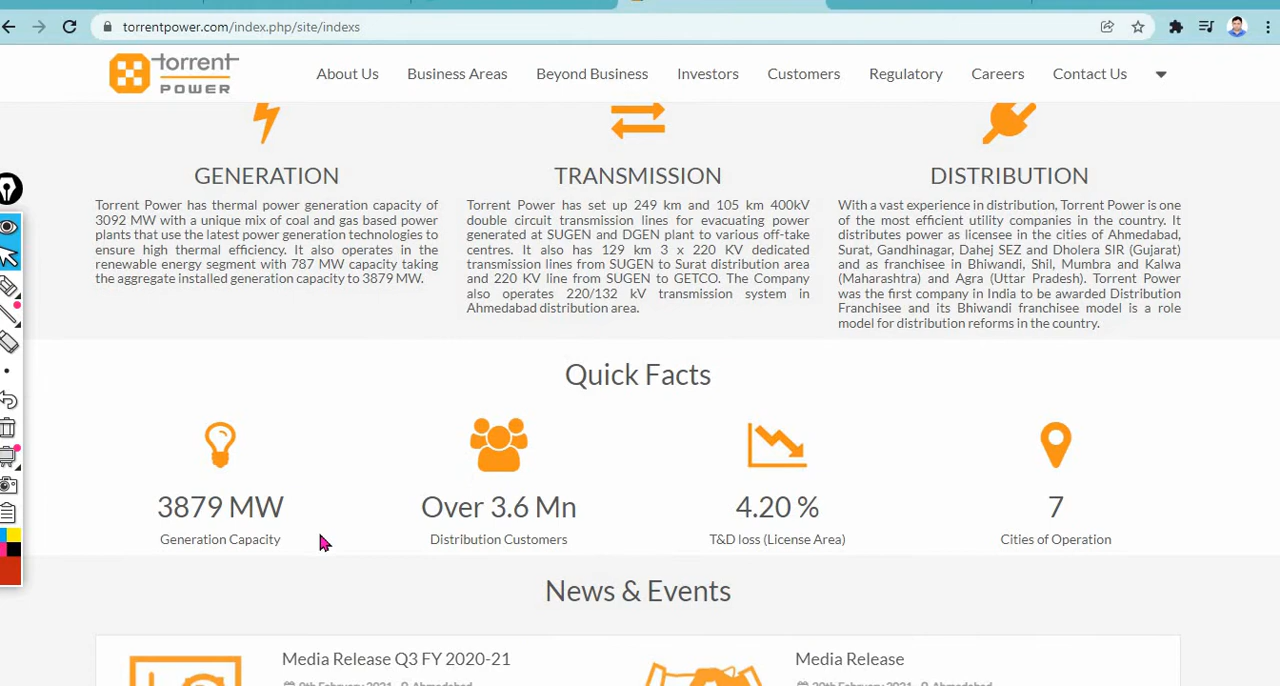 torrentpower.com/index.php/site/indexs
torrent
POWER
About Us Business Areas Beyond Business Investors Customers Regulatory Careers Contact Us
GENERATION
Torrent Power has thermal power generation capacity of
3092 MW with a unique mix of coal and gas based power
plants that use the latest power generation technologies to
ensure high thermal efficiency. It also operates in the
renewable energy segment with 787 MW capacity taking
the aggregate installed generation capacity to 3879 MW.
TRANSMISSION
Torrent Power has set up 249 km and 105 km 400kV
double circuit transmission lines for evacuating power
generated at SUGEN and DGEN plant to various off-take
centres. It also has 129 km 3 x 220 KV dedicated
transmission lines from SUGEN to Surat distribution area
and 220 KV line from SUGEN to GETCO. The Company
also operates 220/132 kV transmission system in
Ahmedabad distribution area.
DISTRIBUTION
With a vast experience in distribution, Torrent Power is one
of the most efficient utility companies in the country. It
distributes power as licensee in the cities of Ahmedabad,
Surat, Gandhinagar, Dahej SEZ and Dholera SIR (Gujarat)
and as franchisee in Bhiwandi, Shil, Mumbra and Kalwa
(Maharashtra) and Agra (Uttar Pradesh). Torrent Power
was the first company in India to be awarded Distribution
Franchisee and its Bhiwandi franchisee model is a role
model for distribution reforms in the country.
Quick Facts
3879 MW
Generation Capacity
Over 3.6 Mn
Distribution Customers
4.20 %
T&D loss (License Area)
7
Cities of Operation
News & Events
Media Release Q3 FY 2020-21
Media Release